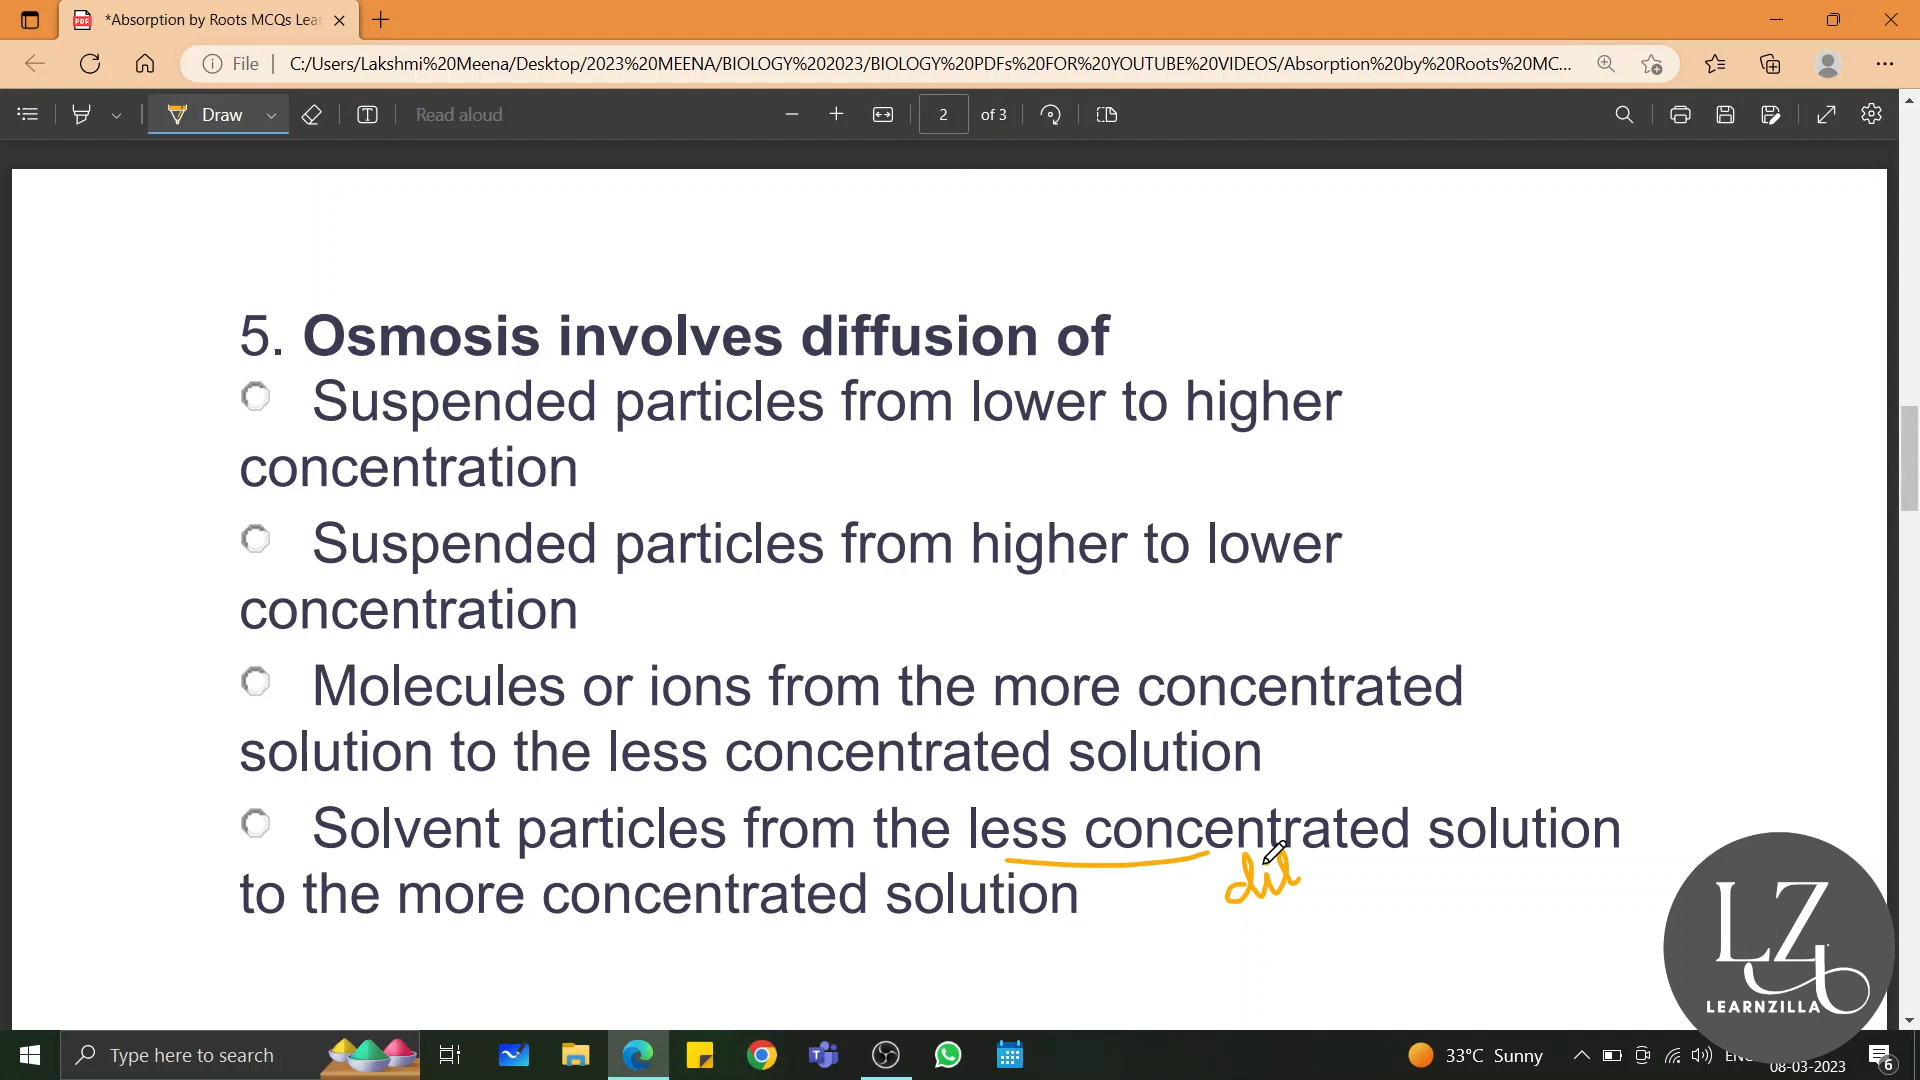 *Absorption by Roots MCQs Lea
File
C:/Users/Lakshmi%20Meena/Desktop/2023%20MEENA/BIOLOGY%202023/BIOLOGY%20PDFs%20FOR%20YOUTUBE%20VIDEOS/Absorption%20by%20Roots%20MC...
Draw
Read aloud
2 of 3
5. Osmosis involves diffusion of
Suspended particles from lower to higher
concentration
Suspended particles from higher to lower
concentration
Molecules or ions from the more concentrated
solution to the less concentrated solution
Solvent particles from the less concentrated solution
dil
to the more concentrated solution
LZ
LEARNZILLA
Type here to search
33°C Sunny
08-03-2023
6